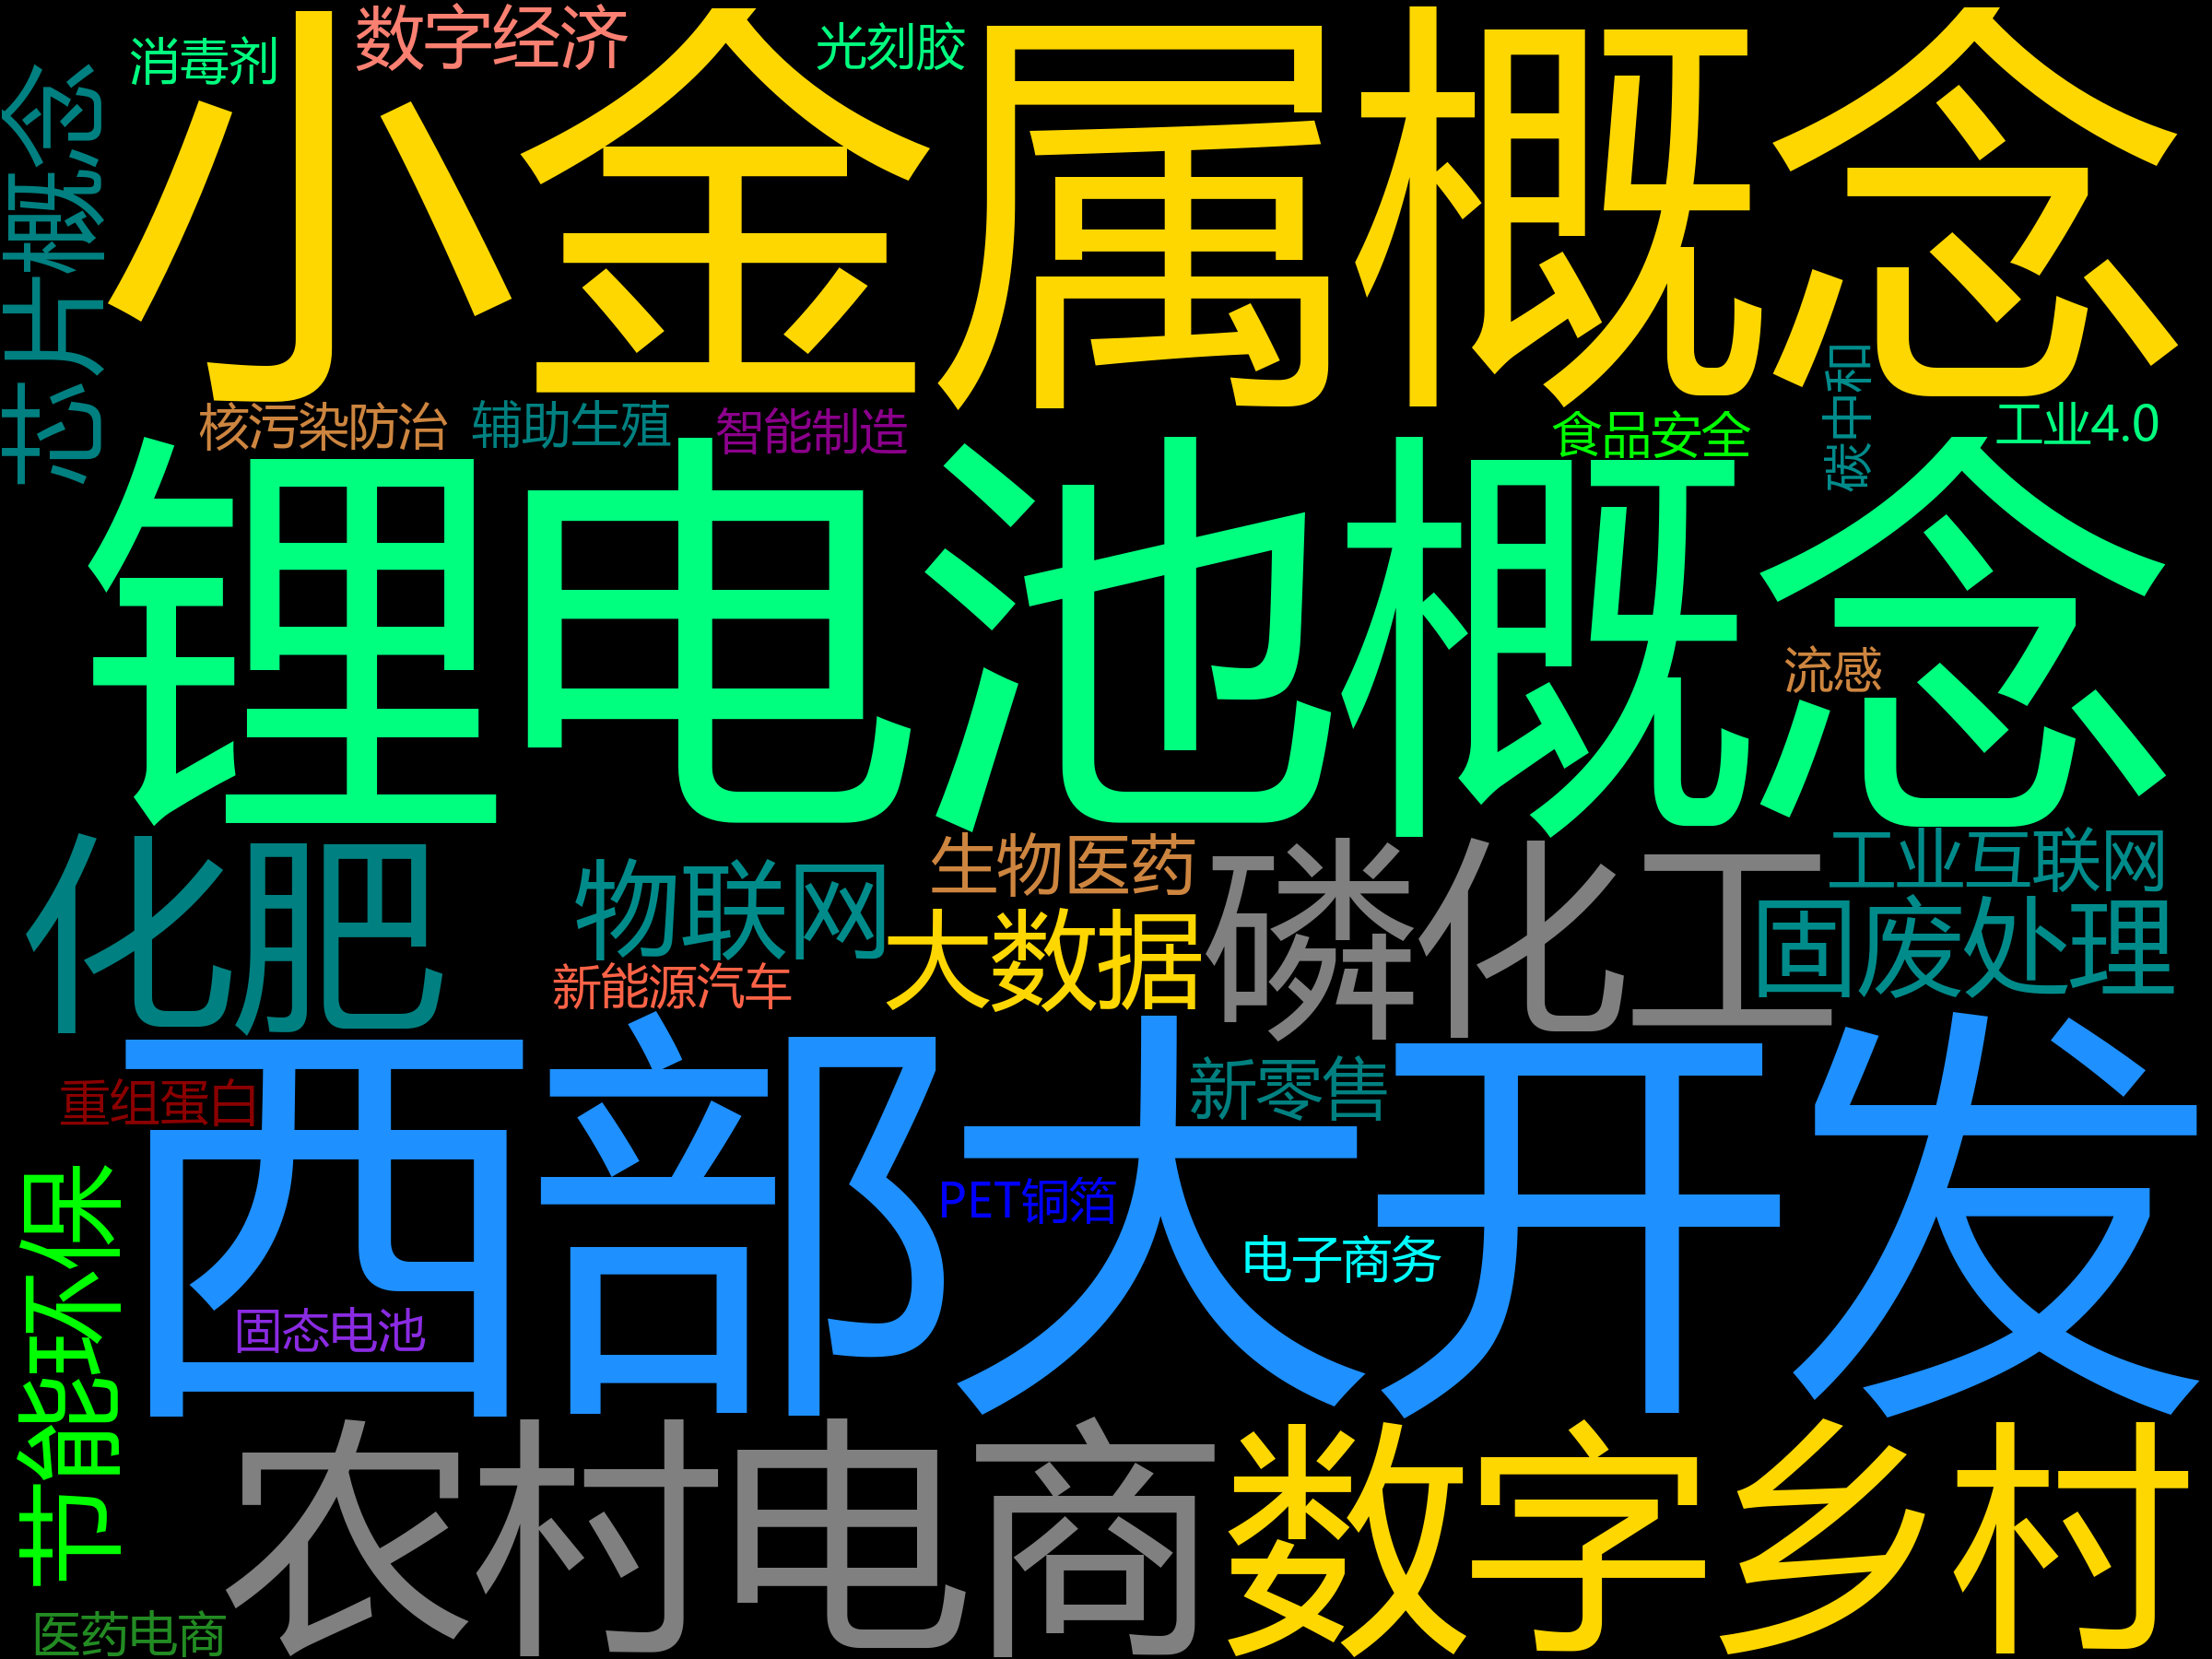 消毒剂
数字经济
光刻胶
小金属概念
芯片概念
核污染防治
辅助生殖
智能制造
食品安全
碳中和
工业4.0
锂电池概念
流感
化肥
物联网
生物医药
磷化工
工业互联网
新能源汽车
大数据
固废处理
西部大开发
重组蛋白
新零售
PET铜箔
电子商务
节能环保
固态电池
农村电商
数字乡村
医药电商